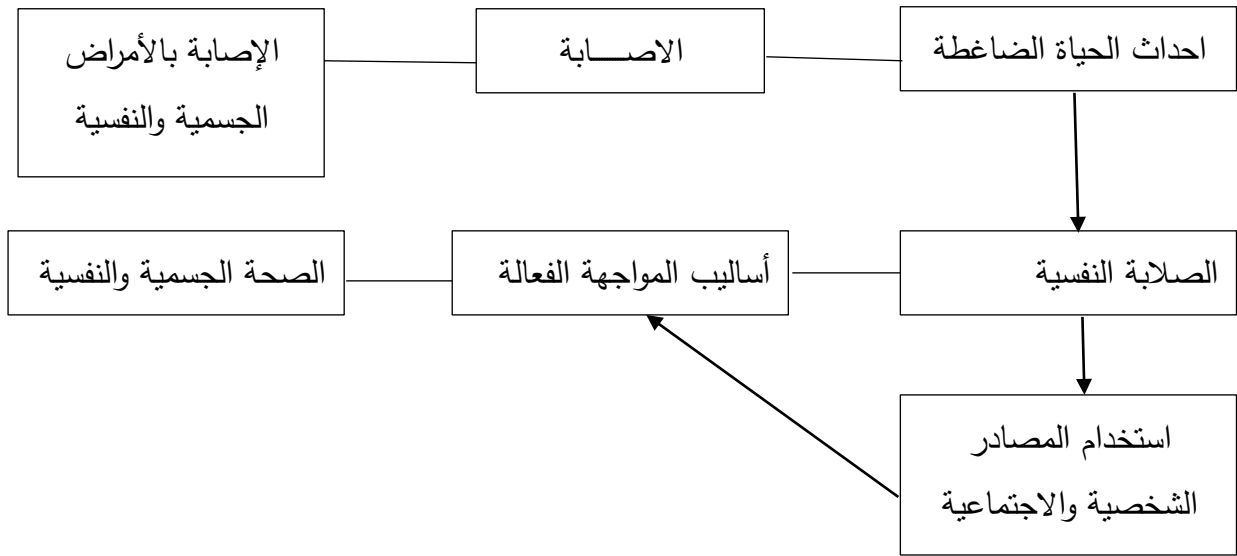 احداث الحياة الضاغطة
الاصـــــابة
الإصابة بالأمراض
الجسمية والنفسية
الصلابة النفسية
أساليب المواجهة الفعالة
الصحة الجسمية والنفسية
استخدام المصادر
الشخصية والاجتماعية